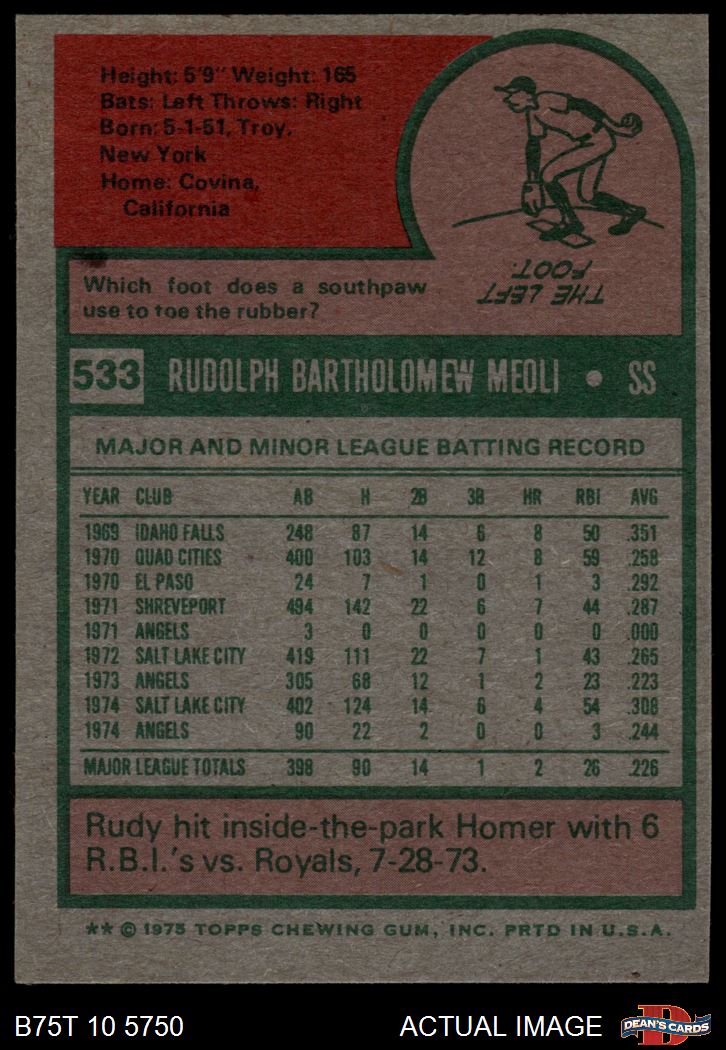 Height: 5'9" Weight: 165
Bats: Left Throws: Right
Born: 5-1-51, Troy,
New York
Home: Covina,
California
Which foot does a southpaw
use to toe the rubber?
THE LEFT
FOOT.
533 RUDOLPH BARTHOLOMEW MEOLI • SS
MAJOR AND MINOR LEAGUE BATTING RECORD
YEAR CLUB AB H 2B 3B HR RBI AVG
1969 IDAHO FALLS 248 87 14 6 8 50 .351
1970 QUAD CITIES 400 103 14 12 8 59 .258
1970 EL PASO 24 7 1 0 1 3 .292
1971 SHREVEPORT 494 142 22 6 7 44 .287
1971 ANGELS 3 0 0 0 0 0 .000
1972 SALT LAKE CITY 419 111 22 7 1 43 .265
1973 ANGELS 305 68 12 1 2 23 .223
1974 SALT LAKE CITY 402 124 14 6 4 54 .308
1974 ANGELS 90 22 2 0 0 3 .244
MAJOR LEAGUE TOTALS 398 90 14 1 2 26 .226
Rudy hit inside-the-park Homer with 6
R.B.I.'s vs. Royals, 7-28-73.
** © 1975 TOPPS CHEWING GUM, INC. PRTD IN U.S.A.
B75T 10 5750 ACTUAL IMAGE
D
DEAN'S CARDS